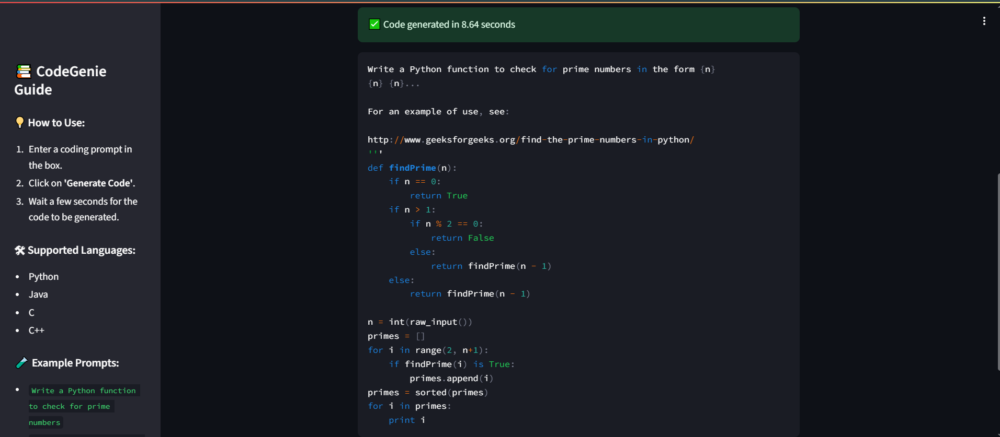 📚 CodeGenie
Guide
💡 How to Use:
1. Enter a coding prompt in
the box.
2. Click on 'Generate Code'.
3. Wait a few seconds for the
code to be generated.
🛠 Supported Languages:
• Python
• Java
• C
• C++
🧪 Example Prompts:
• Write a Python function
to check for prime
numbers
✅ Code generated in 8.64 seconds
Write a Python function to check for prime numbers in the form {n}
{n} {n}...
For an example of use, see:
http://www.geeksforgeeks.org/find-the-prime-numbers-in-python/
'''
def findPrime(n):
    if n == 0:
        return True
    if n > 1:
        if n % 2 == 0:
            return False
        else:
            return findPrime(n - 1)
    else:
        return findPrime(n - 1)
n = int(raw_input())
primes = []
for i in range(2, n+1):
    if findPrime(i) is True:
        primes.append(i)
primes = sorted(primes)
for i in primes:
    print i